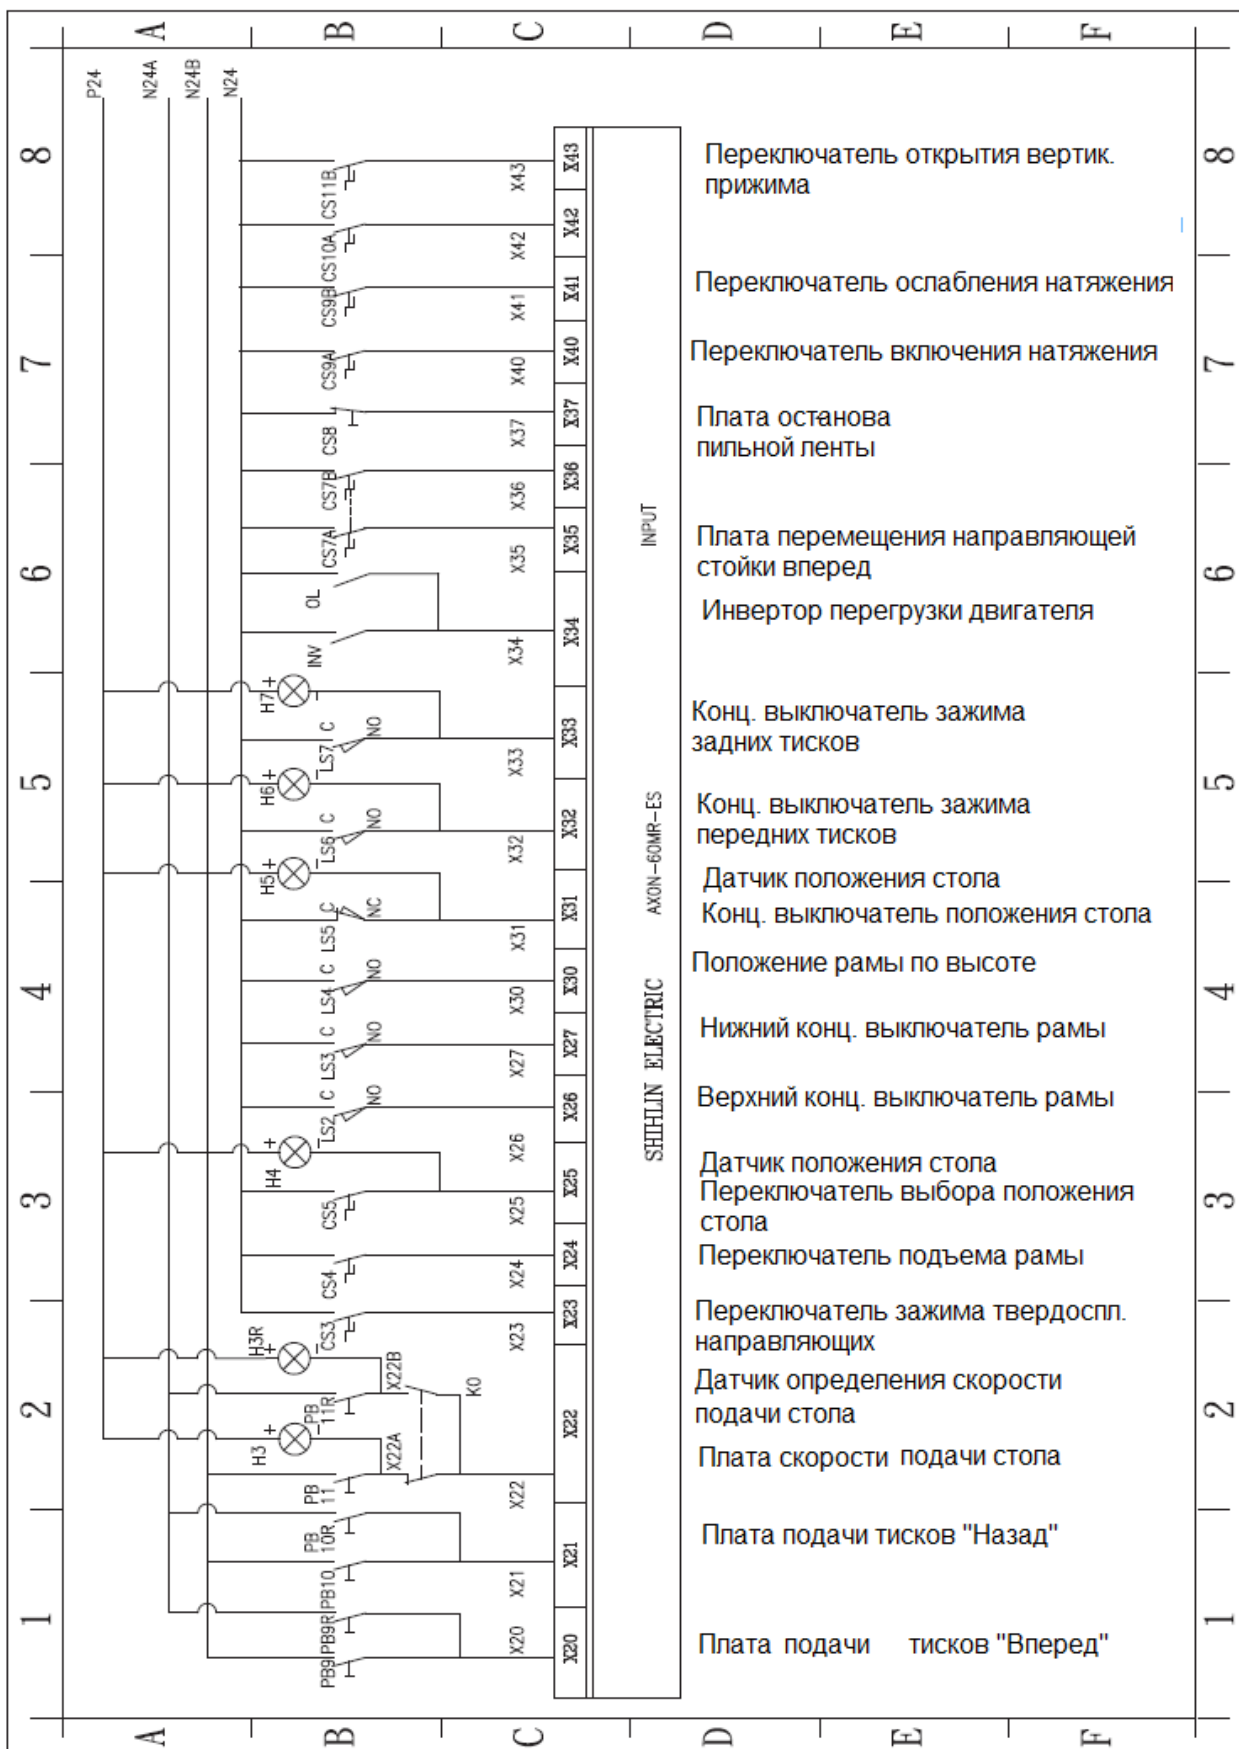 A B C D E F
P24
N24A
N24B
N24
8
CS11B
X43
X43
Переключатель открытия вертик.
прижима
8
CS10A
X42
X42
CS9B
X41
X41
Переключатель ослабления натяжения
7
CS9A
X40
X40
Переключатель включения натяжения
7
CS8
X37
X37
Плата останова
пильной ленты
CS7B
X36
X36
INPUT
6
CS7A
X35
X35
Плата перемещения направляющей
стойки вперед
6
OL
INV
X34
X34
Инвертор перегрузки двигателя
H7 +
-
LS7 C
NO
X33
X33
Конц. выключатель зажима
задних тисков
5
H6 +
-
LS6 C
NO
X32
X32
Конц. выключатель зажима
передних тисков
5
H5 +
-
Датчик положения стола
LS5 C
NC
X31
X31
AXON-60MR-ES
Конц. выключатель положения стола
4
LS4 C
NO
X30
X30
Положение рамы по высоте
4
LS3 C
NO
X27
X27
SHIHLIN ELECTRIC
Нижний конц. выключатель рамы
LS2 C
NO
X26
X26
Верхний конц. выключатель рамы
3
H4 +
-
Датчик положения стола
CS5
X25
X25
Переключатель выбора положения
стола
3
CS4
X24
X24
Переключатель подъема рамы
CS3
X23
X23
Переключатель зажима твердоспл.
направляющих
2
H3R +
-
X22B
K0
Датчик определения скорости
подачи стола
2
PB
11R
H3 +
-
X22A
PB
11
X22
X22
Плата скорости подачи стола
PB
10R
PB10
X21
X21
Плата подачи тисков "Назад"
1
PB9R
PB9
X20
X20
Плата подачи тисков "Вперед"
1
A B C D E F